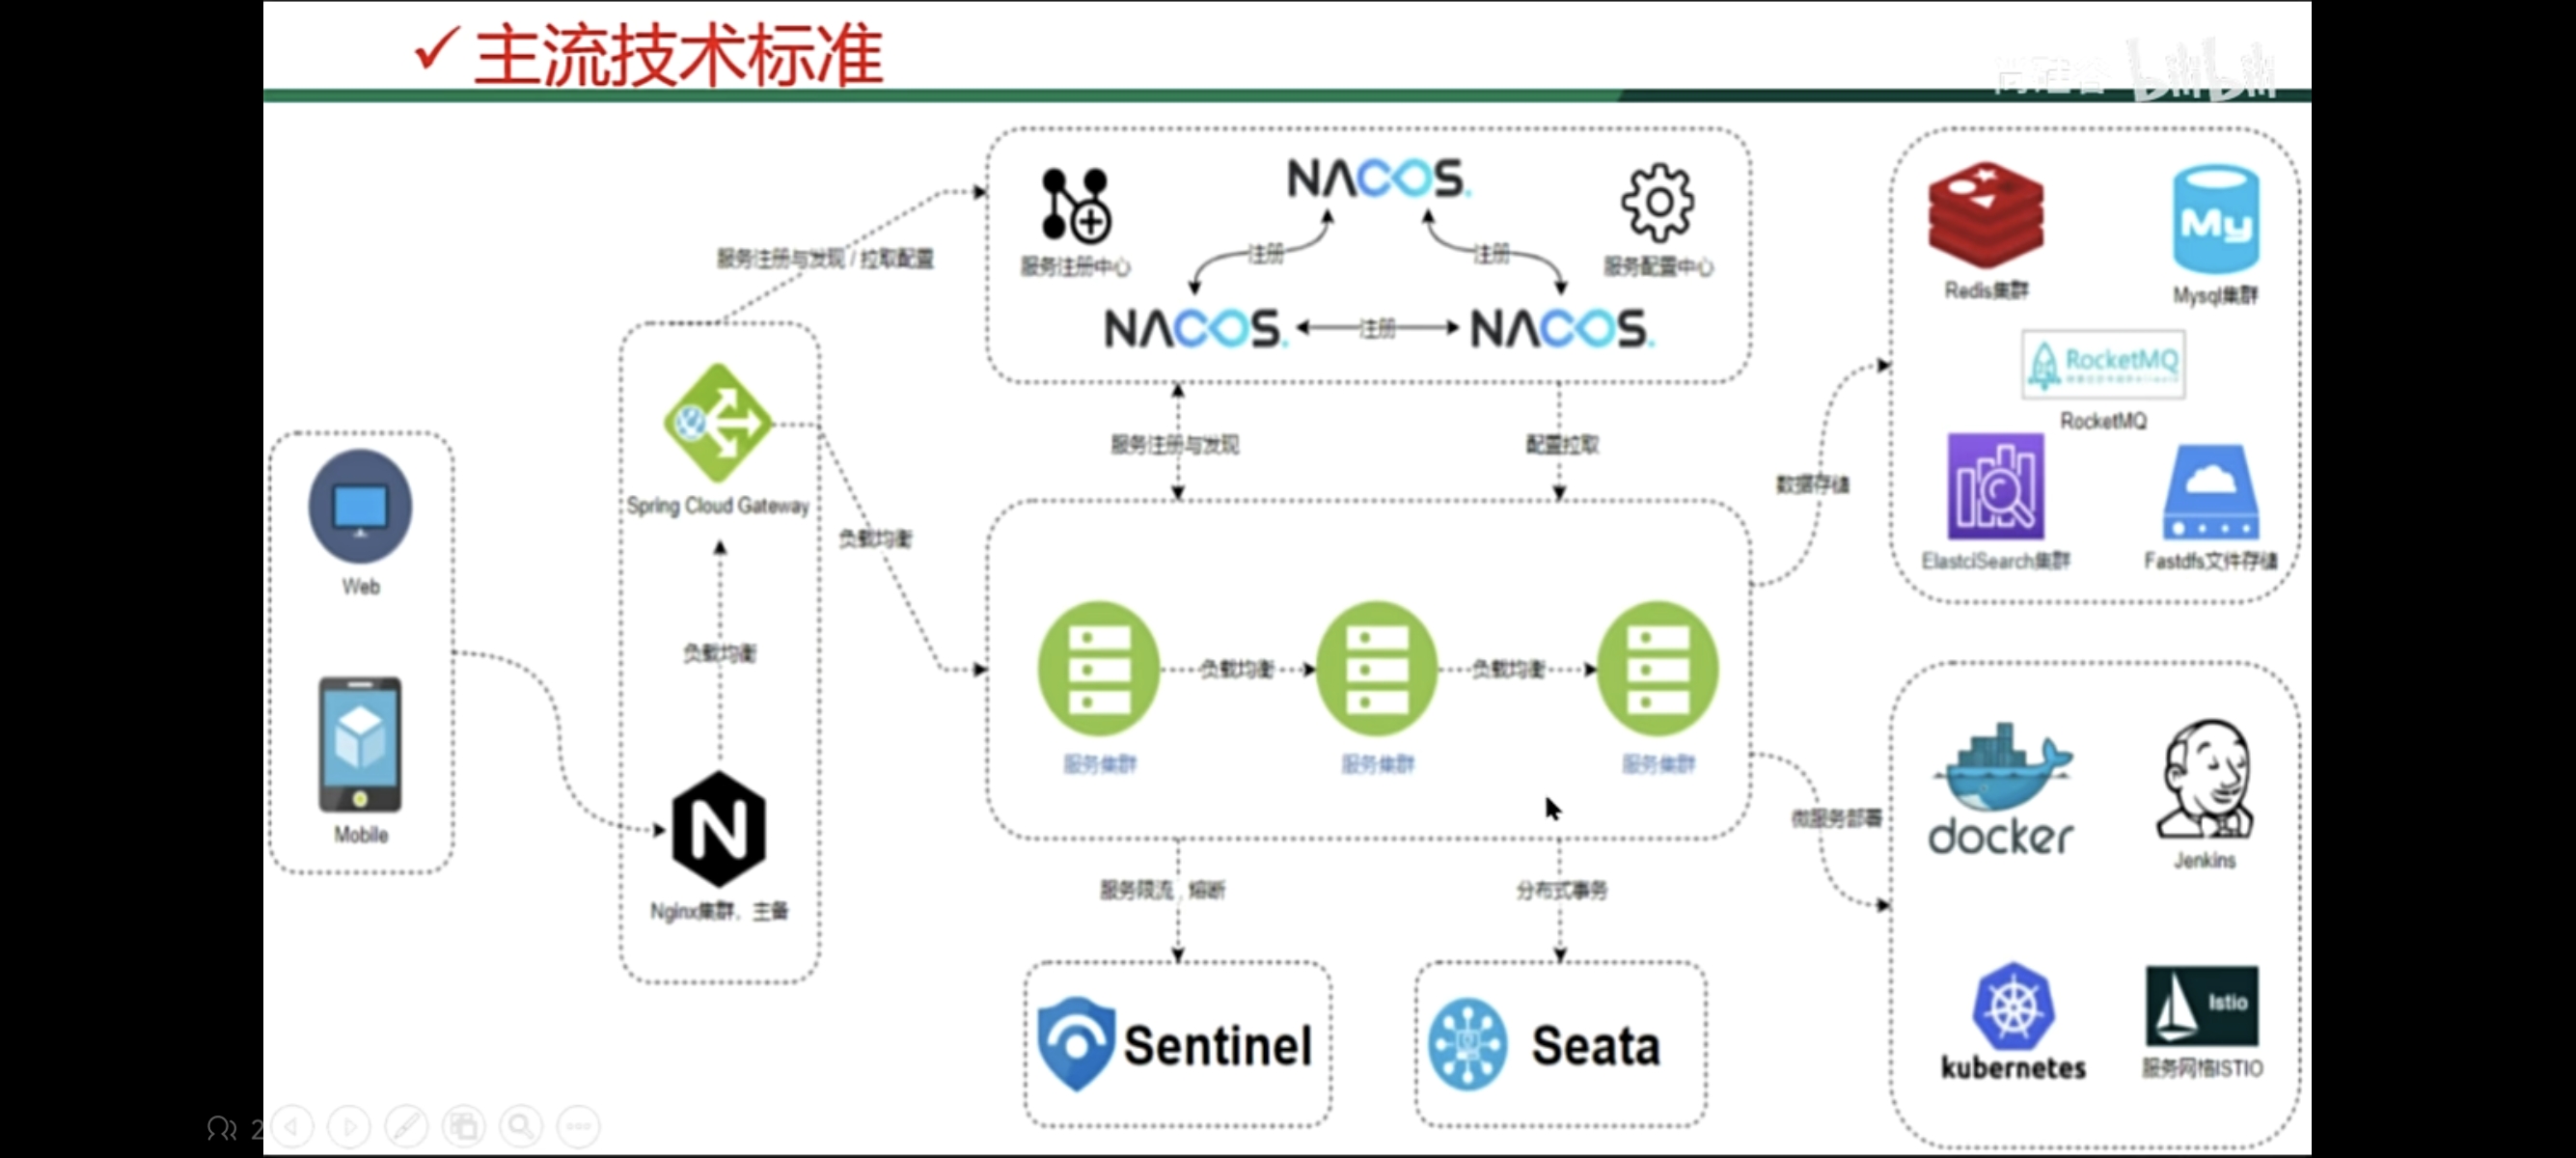 主流技术标准
尚硅谷 bilibili
NACOS.
服务注册中心
服务配置中心
注册
注册
NACOS.
注册
NACOS.
服务注册与发现 / 拉取配置
Spring Cloud Gateway
负载均衡
Nginx集群，主备
Web
Mobile
负载均衡
服务注册与发现
配置拉取
负载均衡
负载均衡
服务集群
服务集群
服务集群
服务限流，熔断
分布式事务
Sentinel
Seata
数据存储
Redis集群
My
Mysql集群
RocketMQ
RocketMQ
ElastciSearch集群
Fastdfs文件存储
微服务部署
docker
Jenkins
kubernetes
Istio
服务网格ISTIO
2